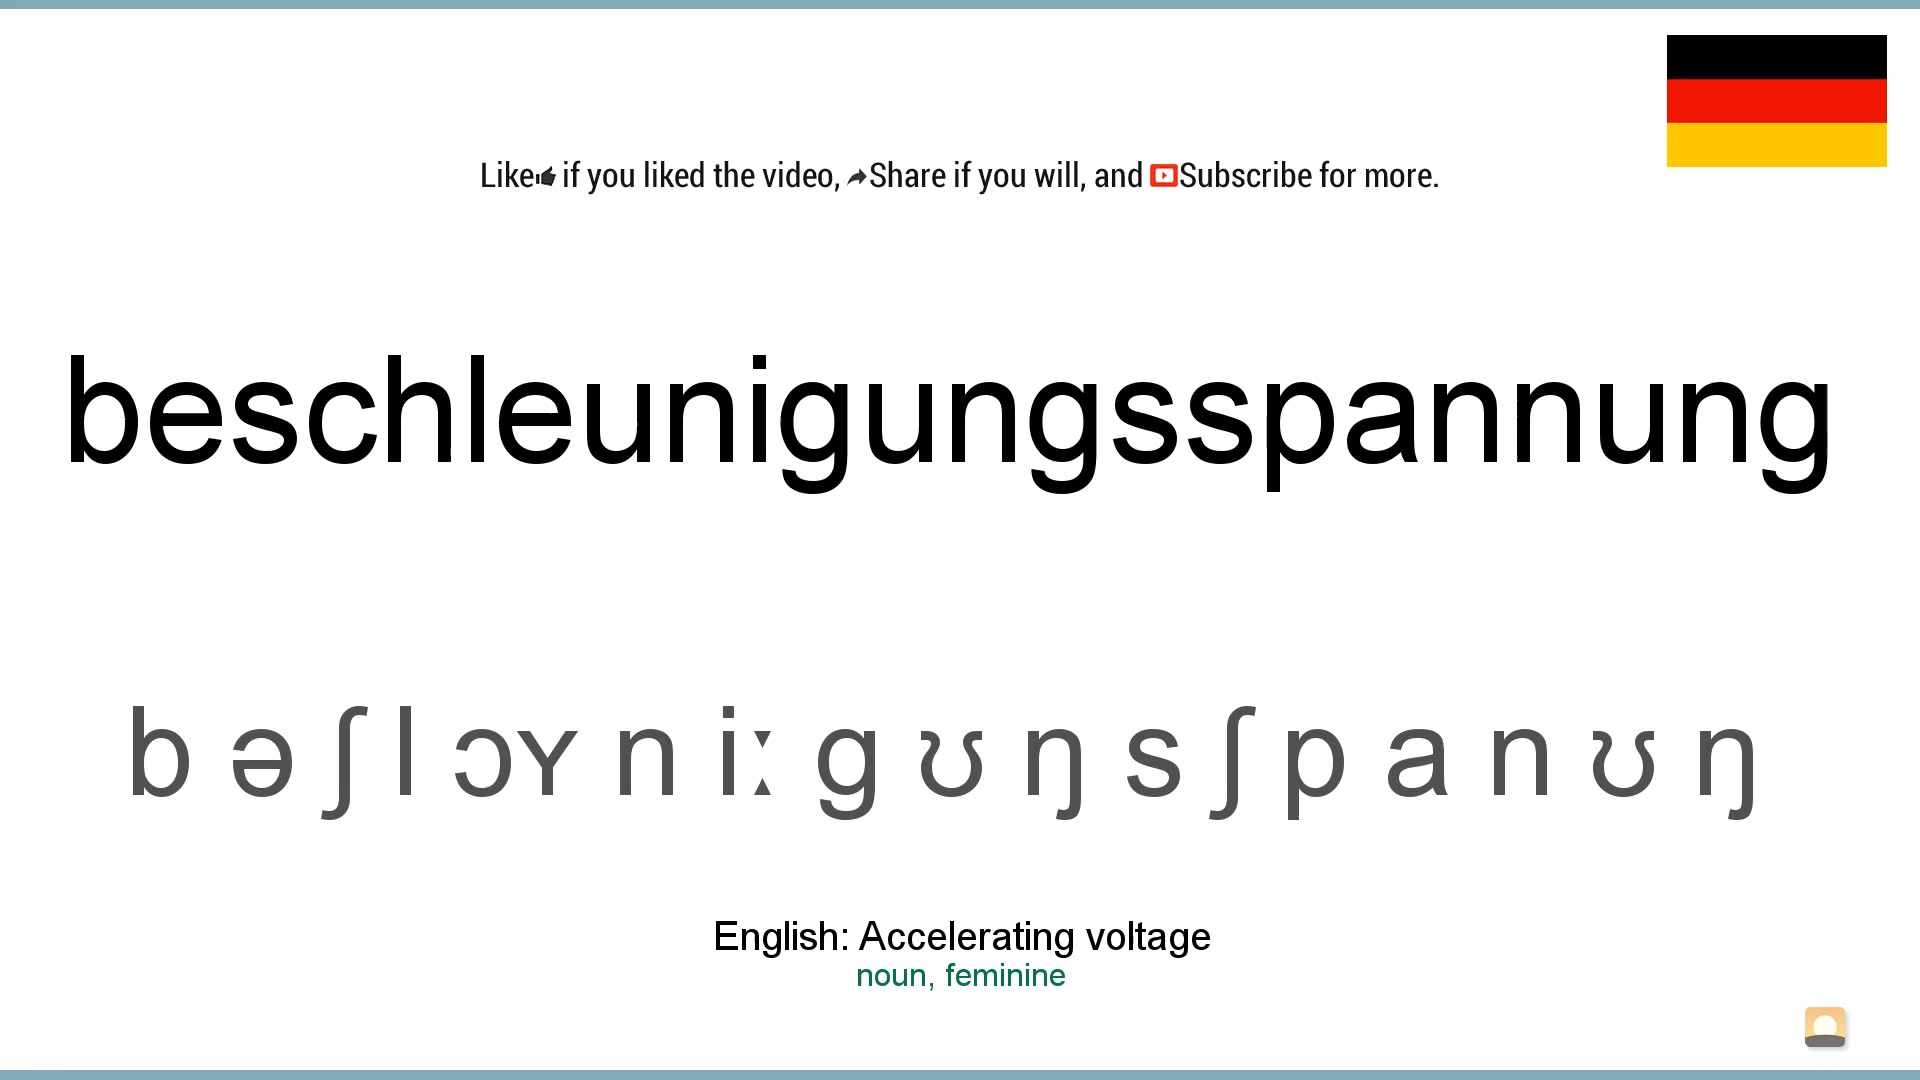 Like if you liked the video, Share if you will, and Subscribe for more.
beschleunigungsspannung
b ə ʃ l ɔʏ n iː g ʊ ŋ s ʃ p a n ʊ ŋ
English: Accelerating voltage
noun, feminine